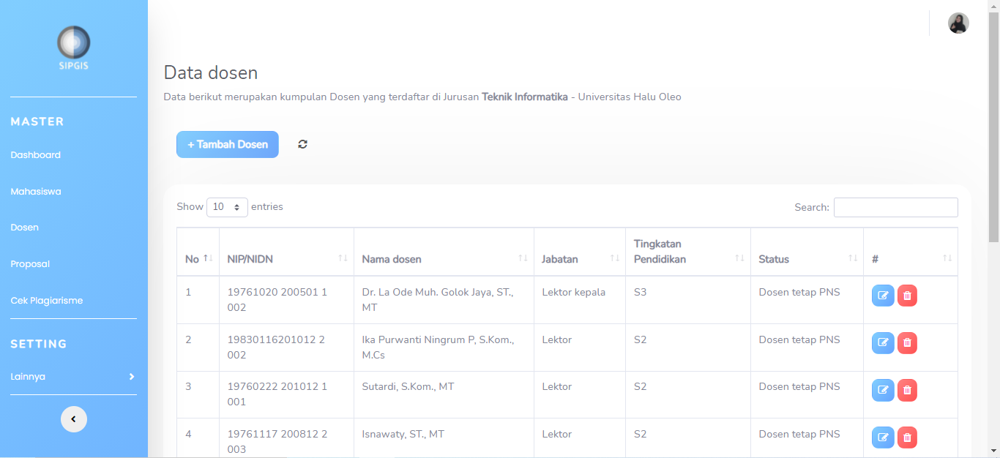 SIPGIS
MASTER
Dashboard
Mahasiswa
Dosen
Proposal
Cek Plagiarisme
SETTING
Lainnya
Data dosen
Data berikut merupakan kumpulan Dosen yang terdaftar di Jurusan Teknik Informatika - Universitas Halu Oleo
+ Tambah Dosen
Show 10 entries
Search:
No NIP/NIDN Nama dosen Jabatan Tingkatan Pendidikan Status #
1 19761020 200501 1 002 Dr. La Ode Muh. Golok Jaya, ST., MT Lektor kepala S3 Dosen tetap PNS
2 19830116201012 2 002 Ika Purwanti Ningrum P, S.Kom., M.Cs Lektor S2 Dosen tetap PNS
3 19760222 201012 1 001 Sutardi, S.Kom., MT Lektor S2 Dosen tetap PNS
4 19761117 200812 2 003 Isnawaty, ST., MT Lektor S2 Dosen tetap PNS